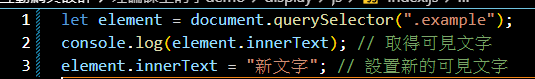 1 let element = document.querySelector(".example");
2 console.log(element.innerText); // 取得可見文字
3 element.innerText = "新文字"; // 設置新的可見文字